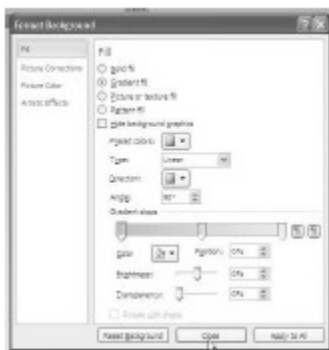 Format Background
Fill
Picture Corrections
Picture Color
Artistic Effects
Fill
Solid fill
Gradient fill
Picture or texture fill
Pattern fill
Hide background graphics
Preset colors:
Type: Linear
Direction:
Angle: 90°
Gradient stops
Color Position: 0%
Brightness: 0%
Transparency: 0%
Rotate with shape
Reset Background Close Apply to All